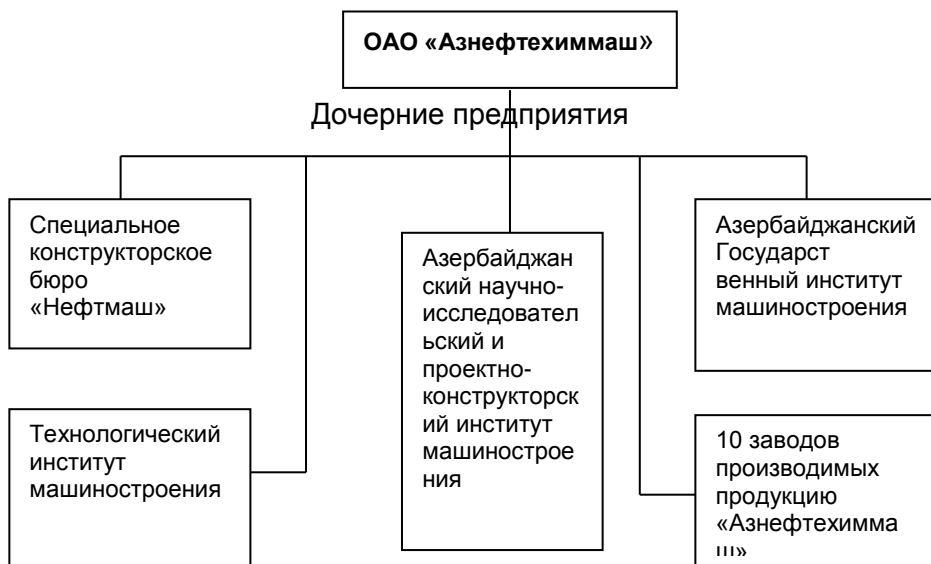 ОАО «Азнефтехиммаш»
Дочерние предприятия
Специальное
конструкторское
бюро
«Нефтмаш»
Азербайджан
ский научно-
исследовател
ьский и
проектно-
конструкторск
ий институт
машинострое
ния
Азербайджанский
Государст
венный институт
машиностроения
Технологический
институт
машиностроения
10 заводов
производимых
продукцию
«Азнефтехимма
ш»